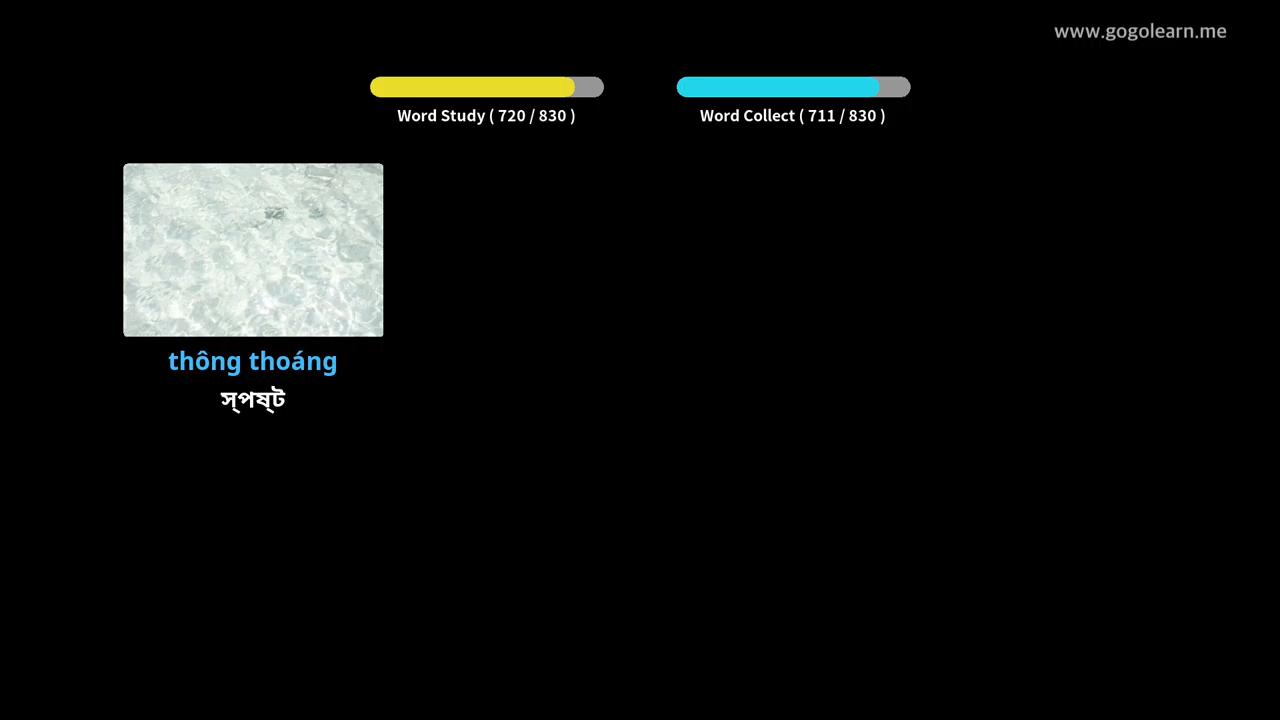 www.gogolearn.me
Word Study ( 720 / 830 )
Word Collect ( 711 / 830 )
thông thoáng
স্পষ্ট